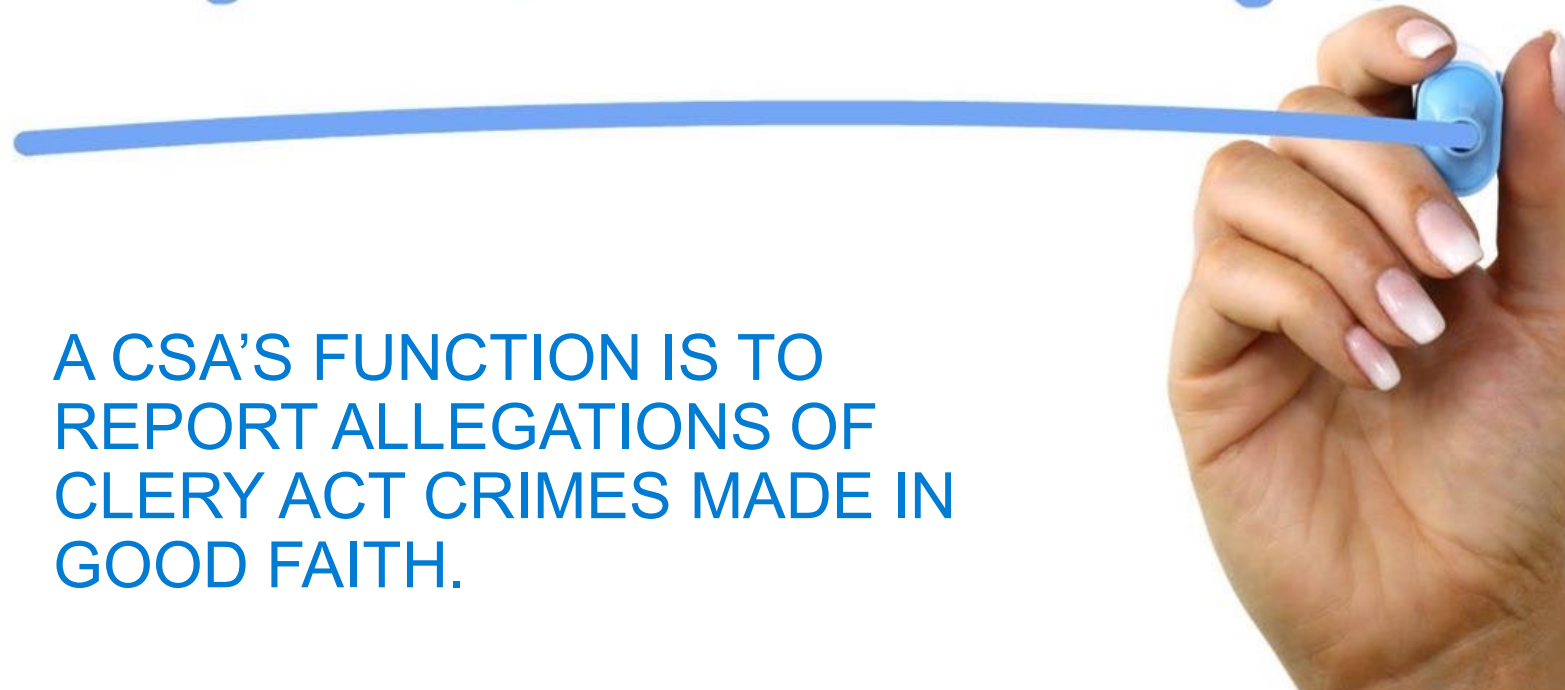 A CSA’S FUNCTION IS TO
REPORT ALLEGATIONS OF
CLERY ACT CRIMES MADE IN
GOOD FAITH.